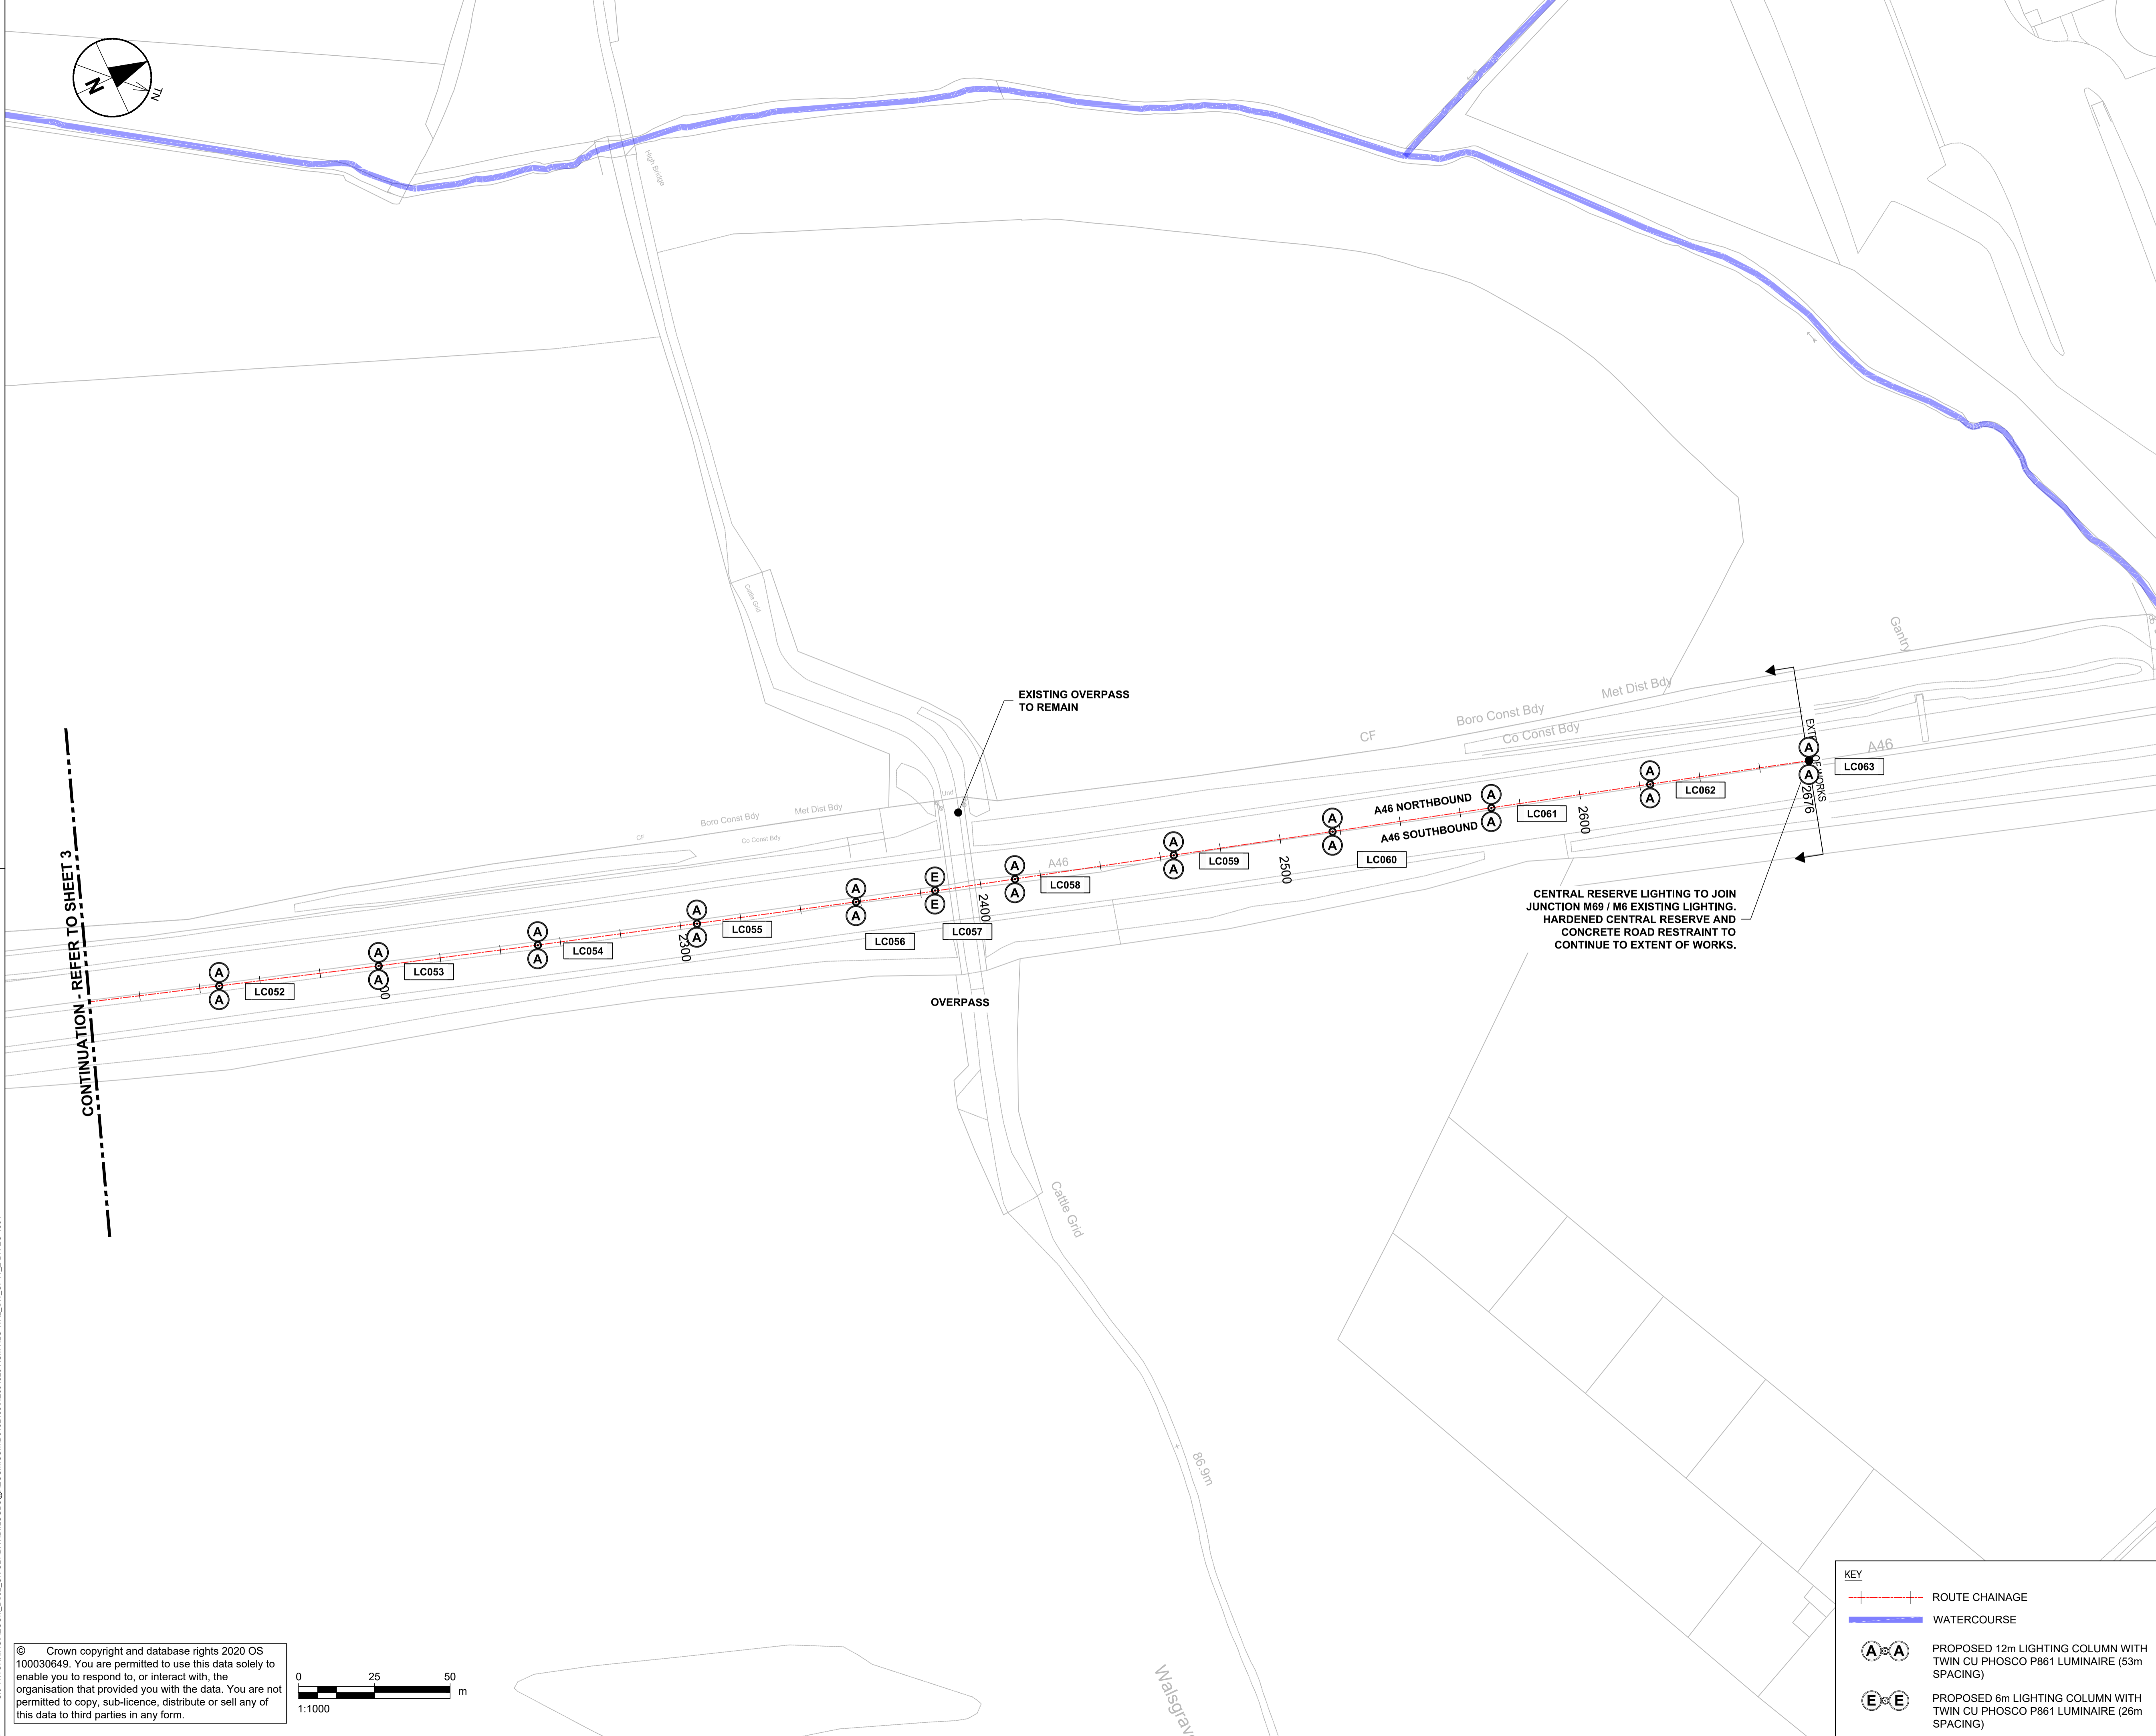 N
TN
High Bridge
Cattle Grid
EXISTING OVERPASS
TO REMAIN
Gantry
Met Dist Bdy
Boro Const Bdy
Co Const Bdy
CF
A46
A46 NORTHBOUND
A46 SOUTHBOUND
LC063
LC062
LC061
LC060
LC059
LC058
LC057
LC056
LC055
LC054
LC053
LC052
A
A
A
A
A
A
A
A
A
A
E
E
A
A
A
A
A
A
A
A
A
A
A
A
2676
2600
2500
2400
2300
Und
Met Dist Bdy
Boro Const Bdy
CF
Co Const Bdy
A46
CONTINUATION - REFER TO SHEET 3
OVERPASS
CENTRAL RESERVE LIGHTING TO JOIN
JUNCTION M69 / M6 EXISTING LIGHTING.
HARDENED CENTRAL RESERVE AND
CONCRETE ROAD RESTRAINT TO
CONTINUE TO EXTENT OF WORKS.
Cattle Grid
86.9m
KEY
ROUTE CHAINAGE
WATERCOURSE
A A PROPOSED 12m LIGHTING COLUMN WITH
TWIN CU PHOSCO P861 LUMINAIRE (53m
SPACING)
E E PROPOSED 6m LIGHTING COLUMN WITH
TWIN CU PHOSCO P861 LUMINAIRE (26m
SPACING)
© Crown copyright and database rights 2020 OS
100030649. You are permitted to use this data solely to
enable you to respond to, or interact with, the
organisation that provided you with the data. You are not
permitted to copy, sub-licence, distribute or sell any of
this data to third parties in any form.
0 25 50
m
1:1000